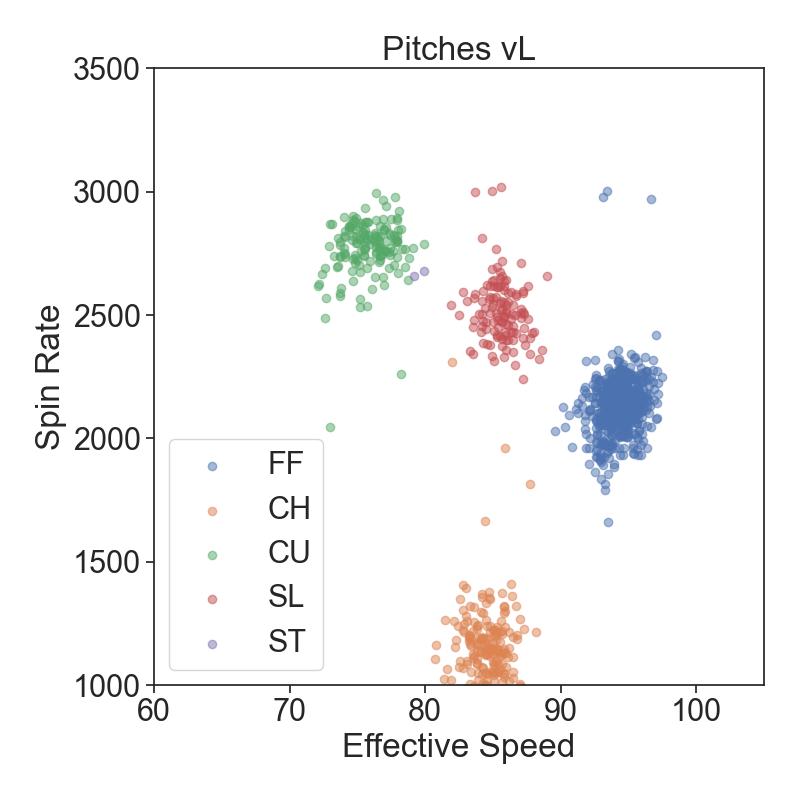 Pitches vL
3500
3000
2500
2000
1500
1000
Spin Rate
FF
CH
CU
SL
ST
60 70 80 90 100
Effective Speed